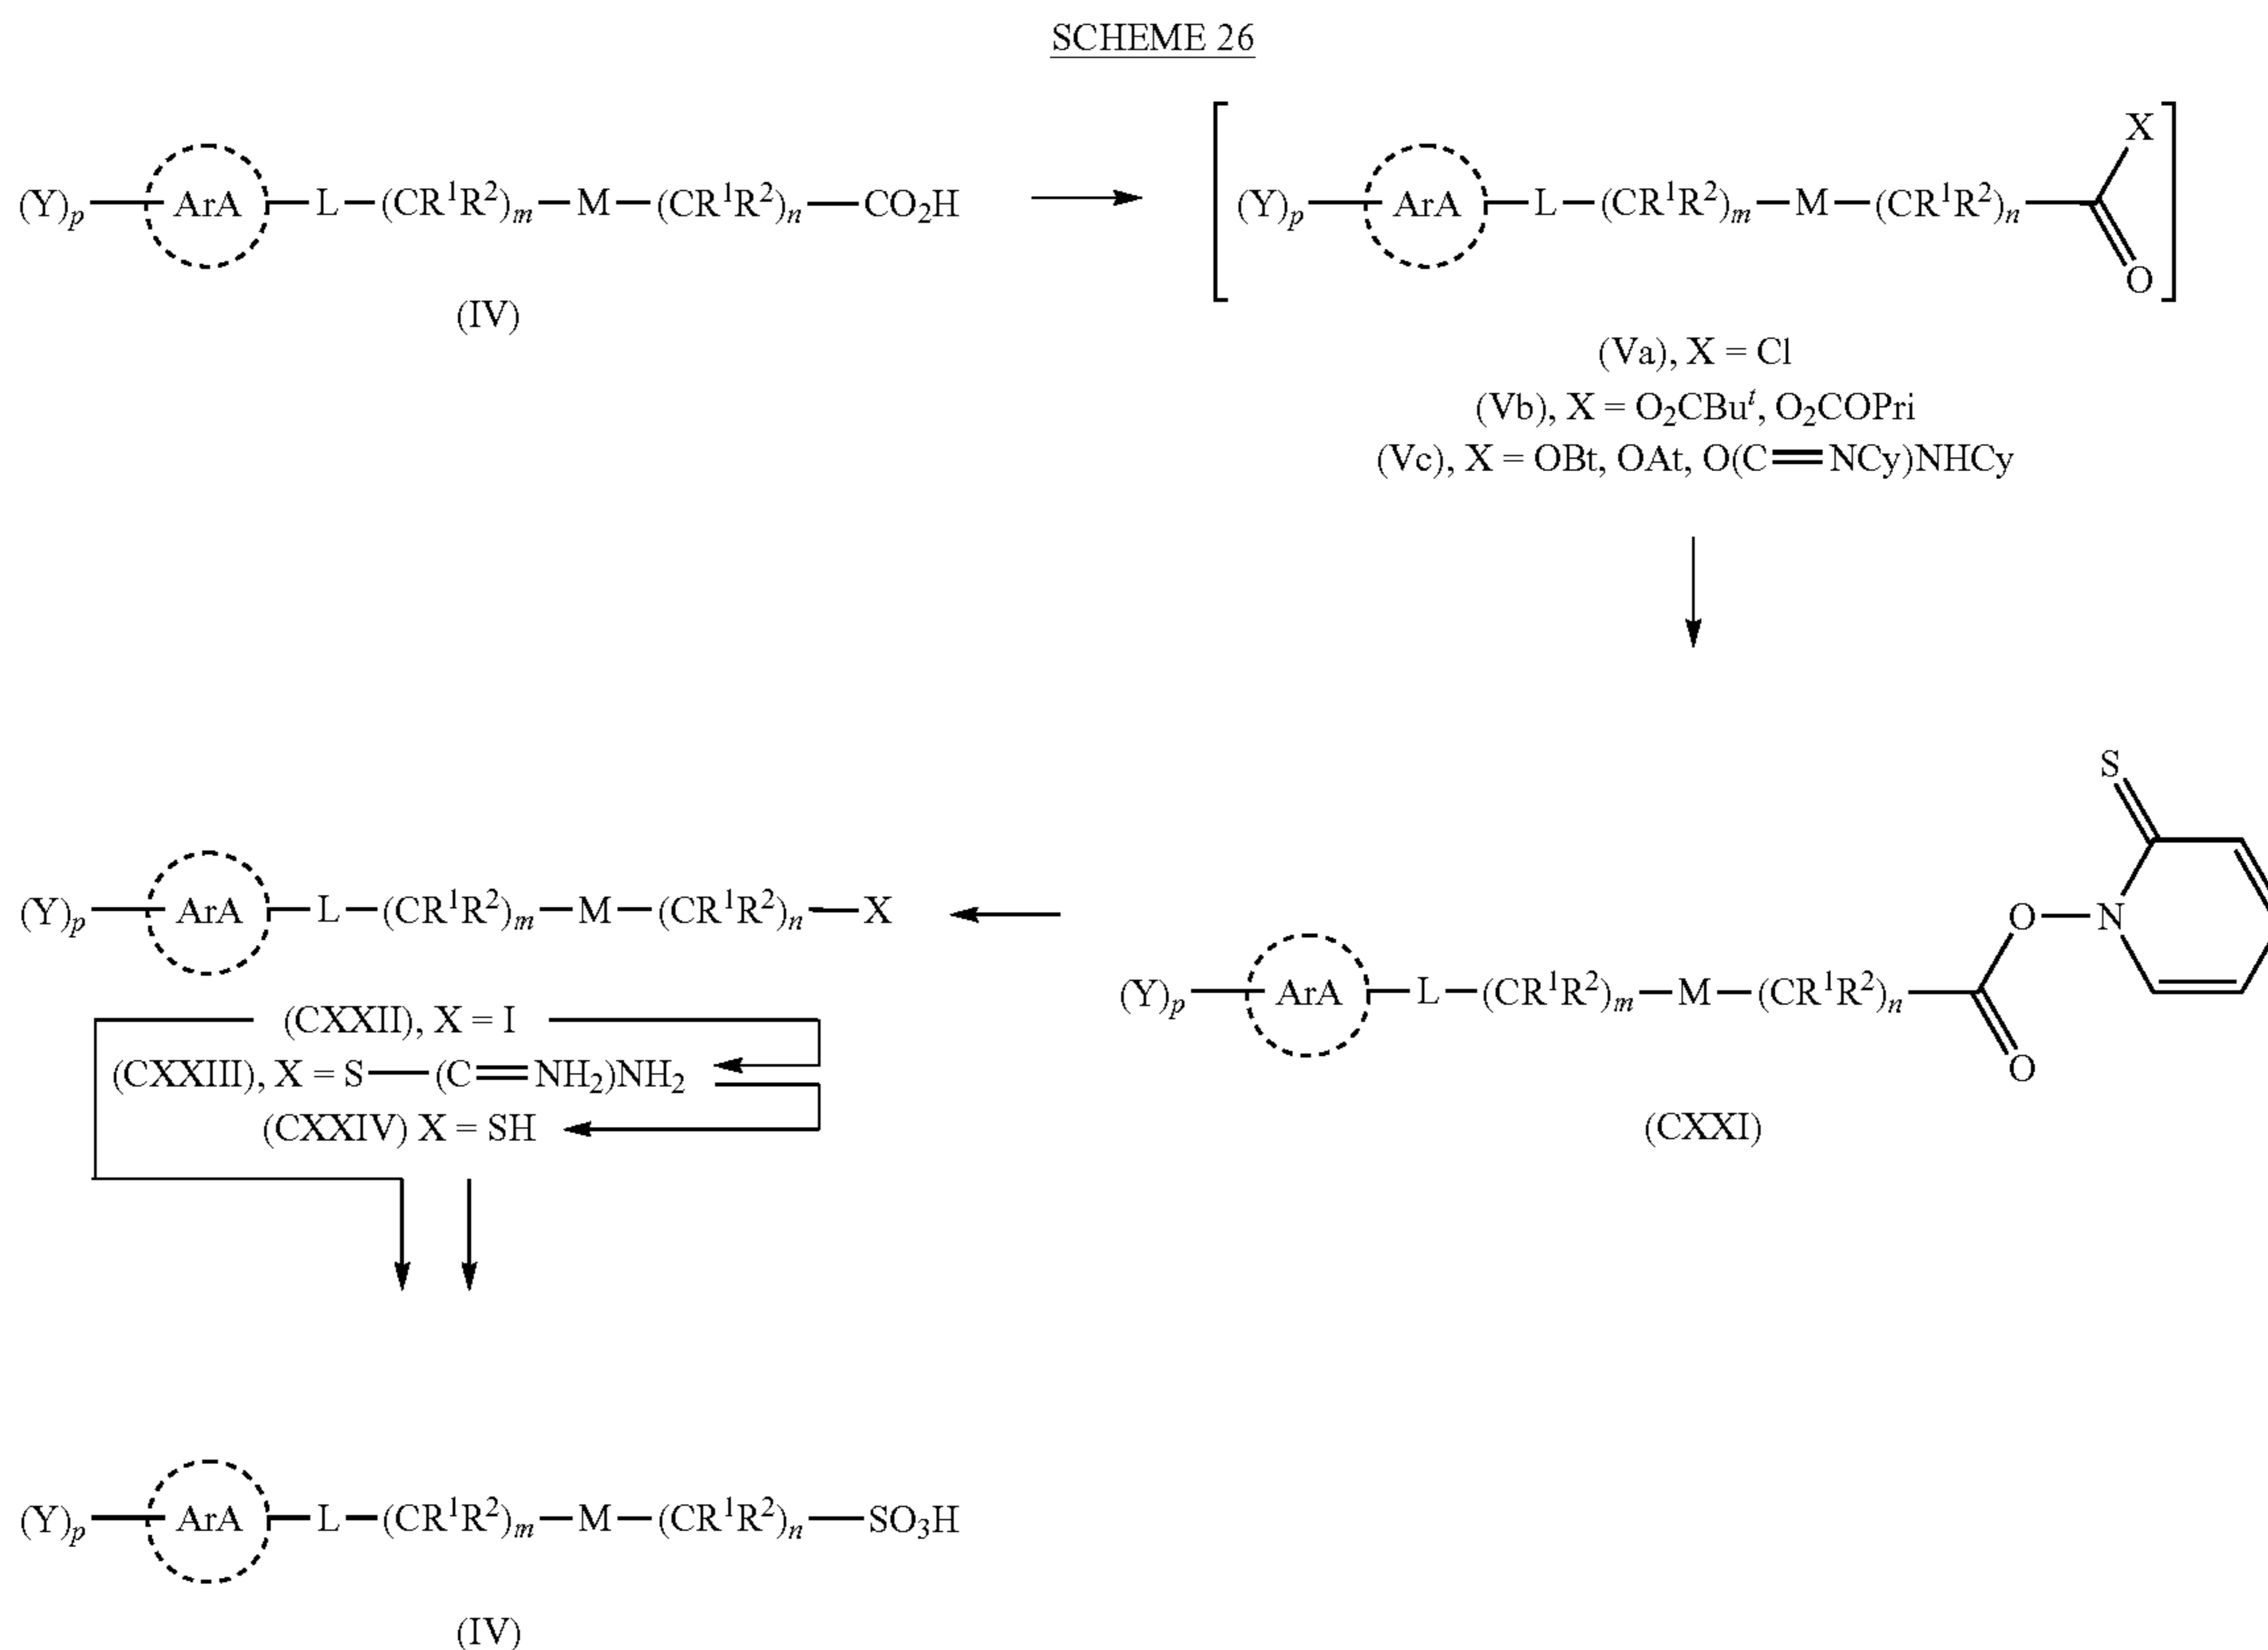 SCHEME 26
(Y)p—ArA—L—(CR¹R²)m—M—(CR¹R²)n—CO₂H
(IV)
(Y)p—ArA—L—(CR¹R²)m—M—(CR¹R²)n X O
(Va), X = Cl
(Vb), X = O₂CBuᵗ, O₂COPri
(Vc), X = OBt, OAt, O(C=NCy)NHCy
(Y)p—ArA—L—(CR¹R²)m—M—(CR¹R²)n—X
(CXXII), X = I
(CXXIII), X = S—(C=NH₂)NH₂
(CXXIV) X = SH
S
O—N
(Y)p—ArA—L—(CR¹R²)m—M—(CR¹R²)n
O
(CXXI)
(Y)p—ArA—L—(CR¹R²)m—M—(CR¹R²)n—SO₃H
(IV)